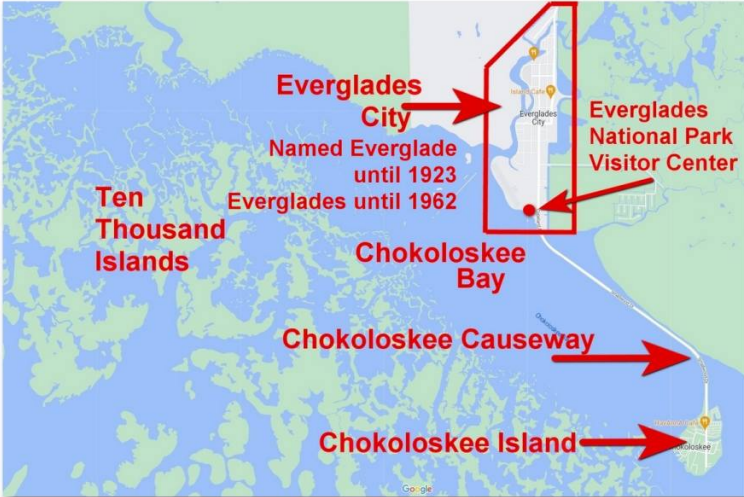 Island Cafe
Everglades
City
Everglades
City
Named Everglade
until 1923
Everglades until 1962
Everglades
National Park
Visitor Center
Ten
Thousand
Islands
Chokoloskee
Bay
Chokoloskee Causeway
Chokoloskee Island
Google